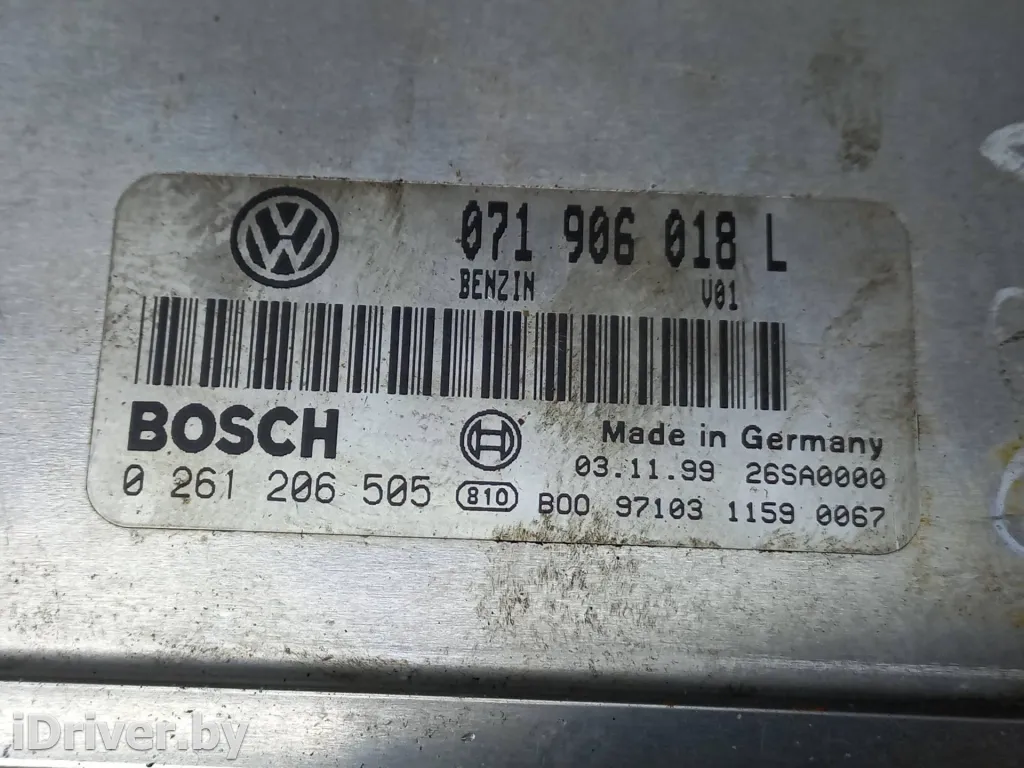 071 906 018 L
BENZIN V01
BOSCH
Made in Germany
03.11.99 26SA0000
0 261 206 505 810 B00 97103 1159 0067
iDriver.by